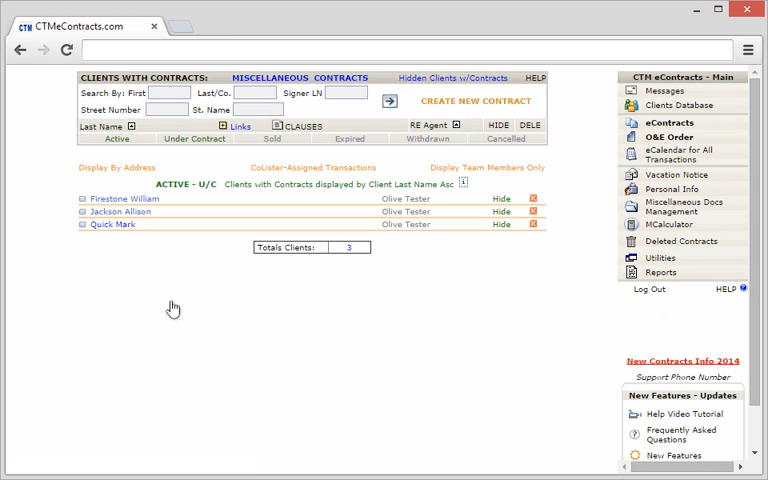 CTM CTMeContracts.com
CLIENTS WITH CONTRACTS: MISCELLANEOUS CONTRACTS Hidden Clients w/Contracts HELP
Search By: First Last/Co. Signer LN
Street Number St. Name CREATE NEW CONTRACT
Last Name Links CLAUSES RE Agent HIDE DELE
Active Under Contract Sold Expired Withdrawn Cancelled
Display By Address CoLister-Assigned Transactions Display Team Members Only
ACTIVE - U/C Clients with Contracts displayed by Client Last Name Asc
Firestone William Olive Tester Hide
Jackson Allison Olive Tester Hide
Quick Mark Olive Tester Hide
Totals Clients: 3
CTM eContracts - Main
Messages
Clients Database
eContracts
O&E Order
eCalendar for All
Transactions
Vacation Notice
Personal Info
Miscellaneous Docs
Management
MCalculator
Deleted Contracts
Utilities
Reports
Log Out HELP
New Contracts Info 2014
Support Phone Number
New Features - Updates
Help Video Tutorial
Frequently Asked
Questions
New Features